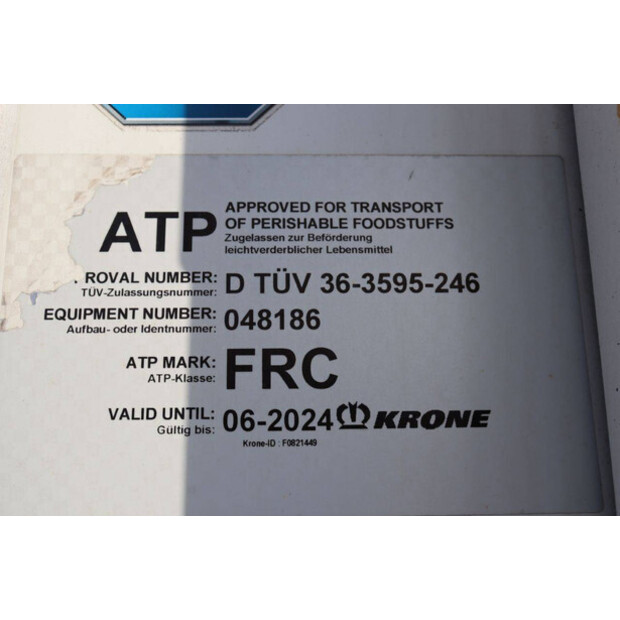 ATP
APPROVED FOR TRANSPORT
OF PERISHABLE FOODSTUFFS
Zugelassen zur Beförderung
leichtverderblicher Lebensmittel
ROVAL NUMBER: D TÜV 36-3595-246
TÜV-Zulassungsnummer:
EQUIPMENT NUMBER: 048186
Aufbau- oder Identnummer:
ATP MARK: FRC
ATP-Klasse:
VALID UNTIL: 06-2024 KRONE
Gültig bis:
Krone-ID : F0821449